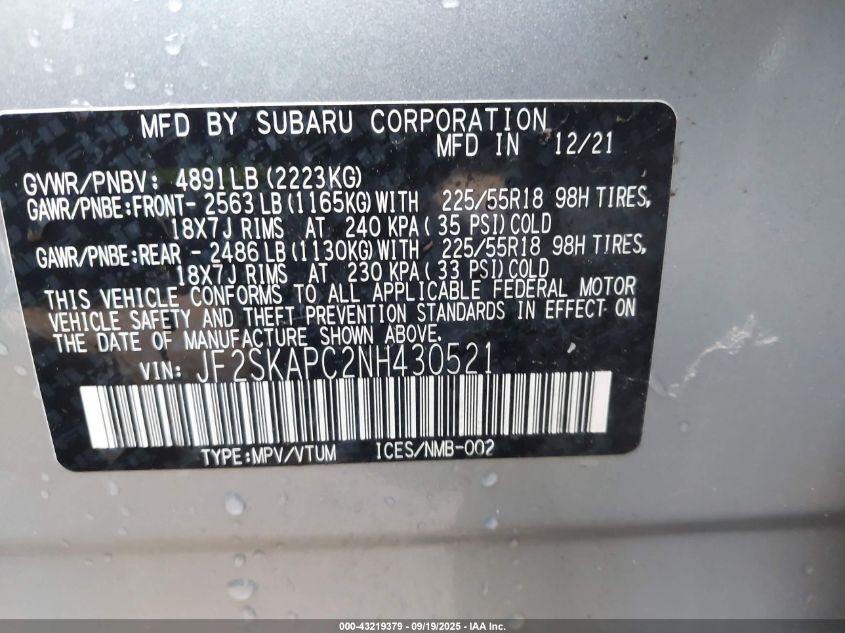 MFD BY SUBARU CORPORATION
MFD IN 12/21
GVWR/PNBV: 4891LB (2223KG)
GAWR/PNBE:FRONT- 2563 LB(1165KG)WITH 225/55R18 98H TIRES,
18X7J RIMS AT 240 KPA( 35 PSI)COLD
GAWR/PNBE:REAR - 2486 LB(1130KG)WITH 225/55R18 98H TIRES,
18X7J RIMS AT 230 KPA( 33 PSI)COLD
THIS VEHICLE CONFORMS TO ALL APPLICABLE FEDERAL MOTOR
VEHICLE SAFETY AND THEFT PREVENTION STANDARDS IN EFFECT ON
THE DATE OF MANUFACTURE SHOWN ABOVE.
VIN: JF2SKAPC2NH430521
TYPE:MPV/VTUM ICES/NMB-002
000-43219379 - 09/19/2025 - IAA Inc.